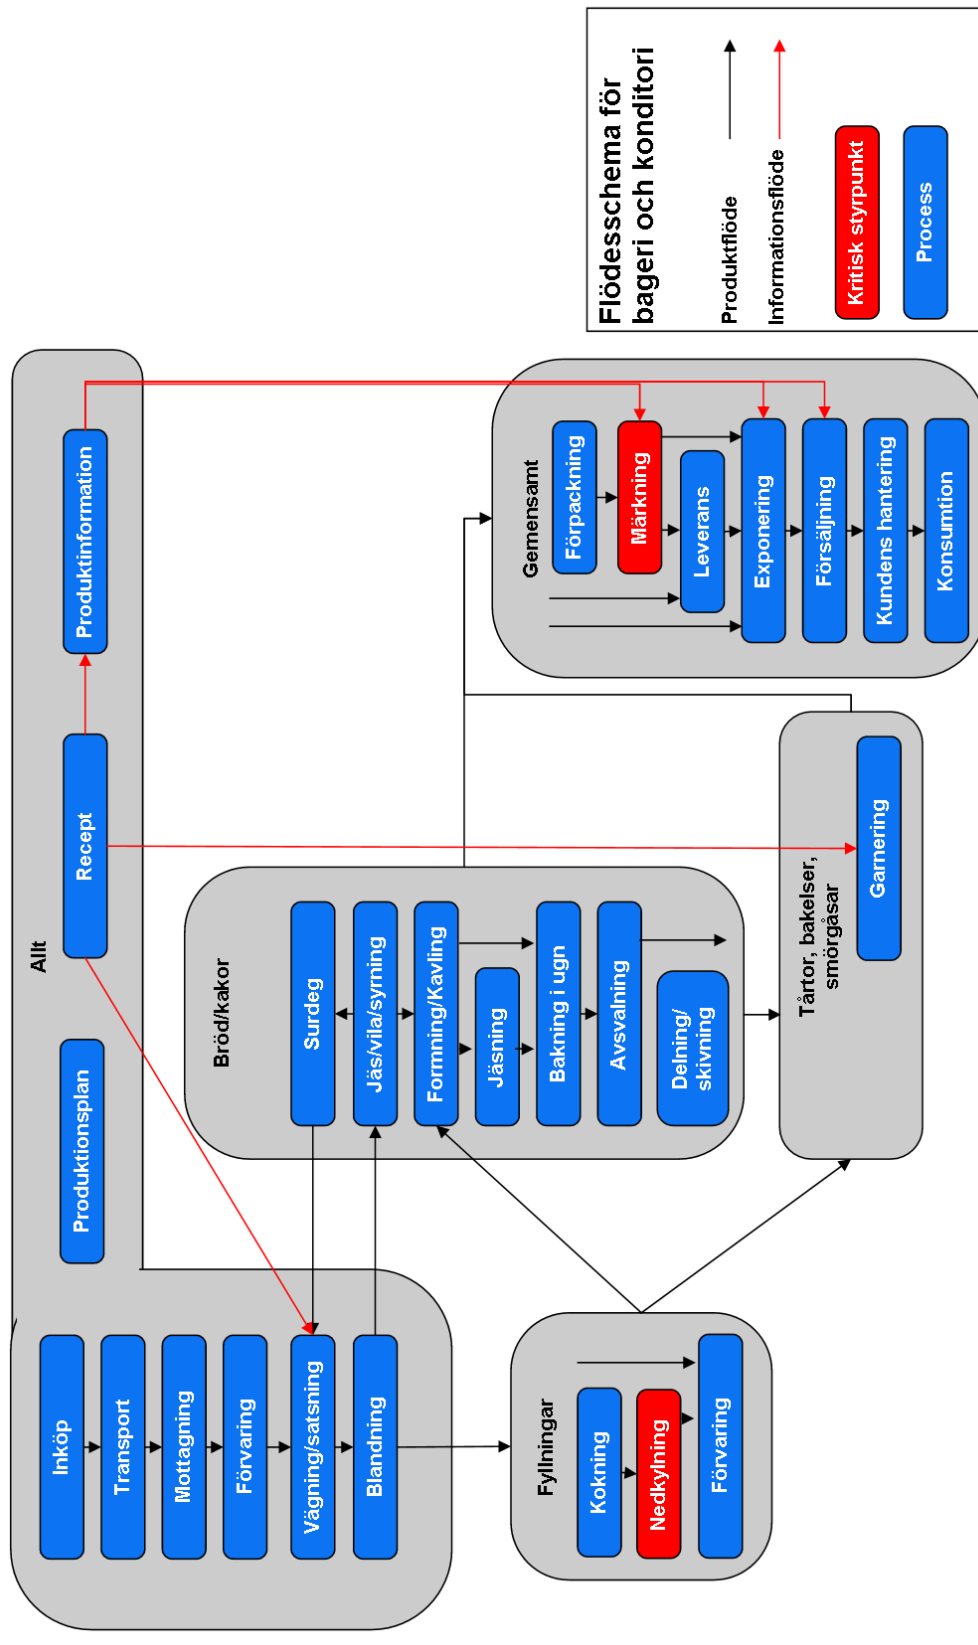 Allt
Inköp
Transport
Mottagning
Förvaring
Vägning/satsning
Blandning
Produktionsplan
Recept
Produktinformation
Fyllningar
Kokning
Nedkylning
Förvaring
Bröd/kakor
Surdeg
Jäs/vila/syrning
Formning/Kavling
Jäsning
Bakning i ugn
Avsvalning
Delning/
skivning
Tårtor, bakelser,
smörgåsar
Garnering
Gemensamt
Förpackning
Märkning
Leverans
Exponering
Försäljning
Kundens hantering
Konsumtion
Flödesschema för
bageri och konditori
Produktflöde
Informationsflöde
Kritisk styrpunkt
Process